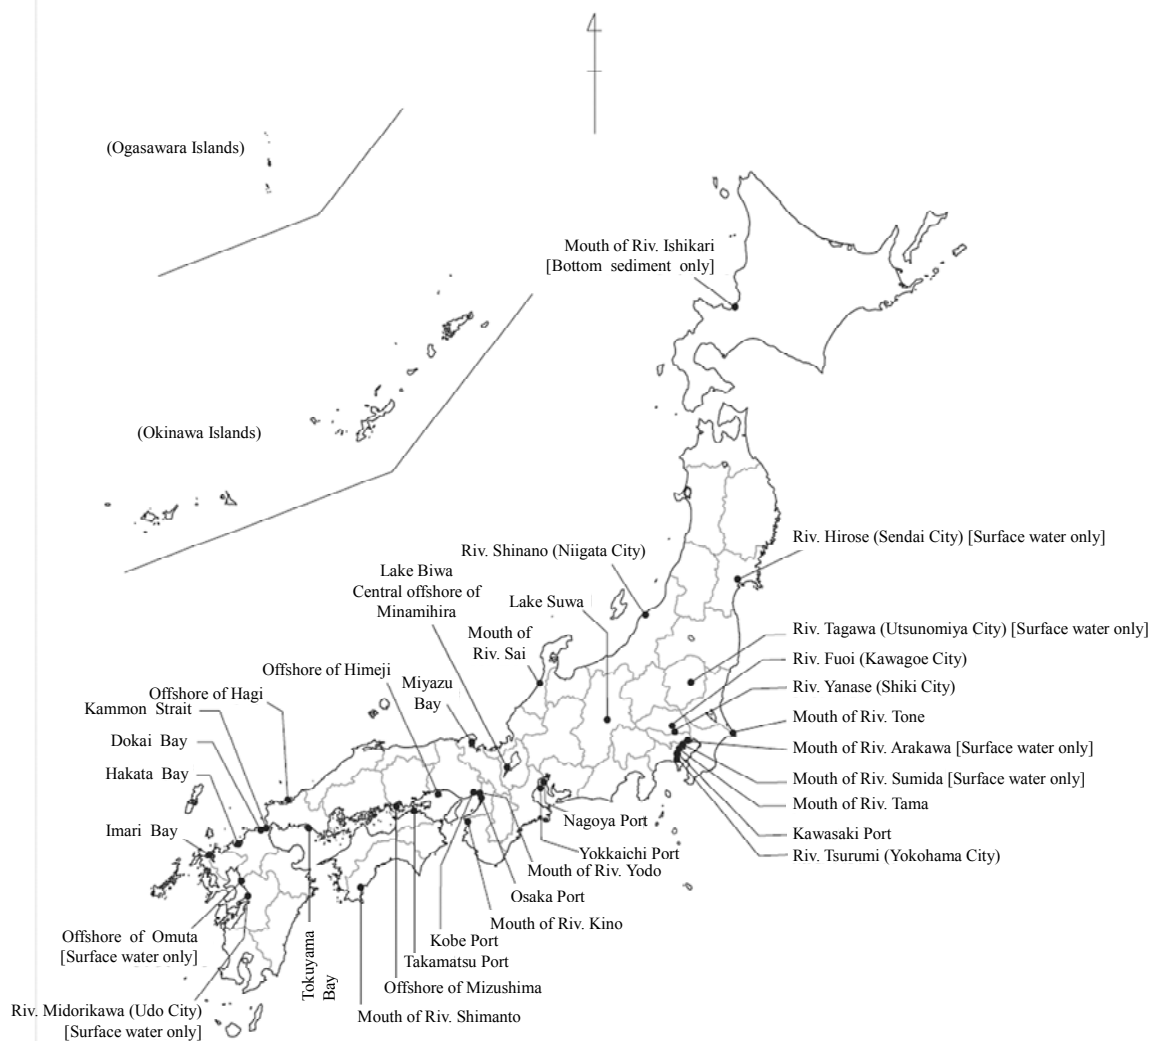 (Ogasawara Islands)
Mouth of Riv. Ishikari
[Bottom sediment only]
(Okinawa Islands)
Riv. Hirose (Sendai City) [Surface water only]
Riv. Shinano (Niigata City)
Lake Biwa
Central offshore of
Minamihira
Lake Suwa
Mouth of
Riv. Sai
Riv. Tagawa (Utsunomiya City) [Surface water only]
Riv. Fuoi (Kawagoe City)
Riv. Yanase (Shiki City)
Mouth of Riv. Tone
Mouth of Riv. Arakawa [Surface water only]
Mouth of Riv. Sumida [Surface water only]
Mouth of Riv. Tama
Kawasaki Port
Riv. Tsurumi (Yokohama City)
Offshore of Himeji
Miyazu
Bay
Offshore of Hagi
Kammon Strait
Dokai Bay
Hakata Bay
Imari Bay
Nagoya Port
Yokkaichi Port
Mouth of Riv. Yodo
Osaka Port
Mouth of Riv. Kino
Kobe Port
Takamatsu Port
Offshore of Mizushima
Mouth of Riv. Shimanto
Tokuyama
Bay
Offshore of Omuta
[Surface water only]
Riv. Midorikawa (Udo City)
[Surface water only]